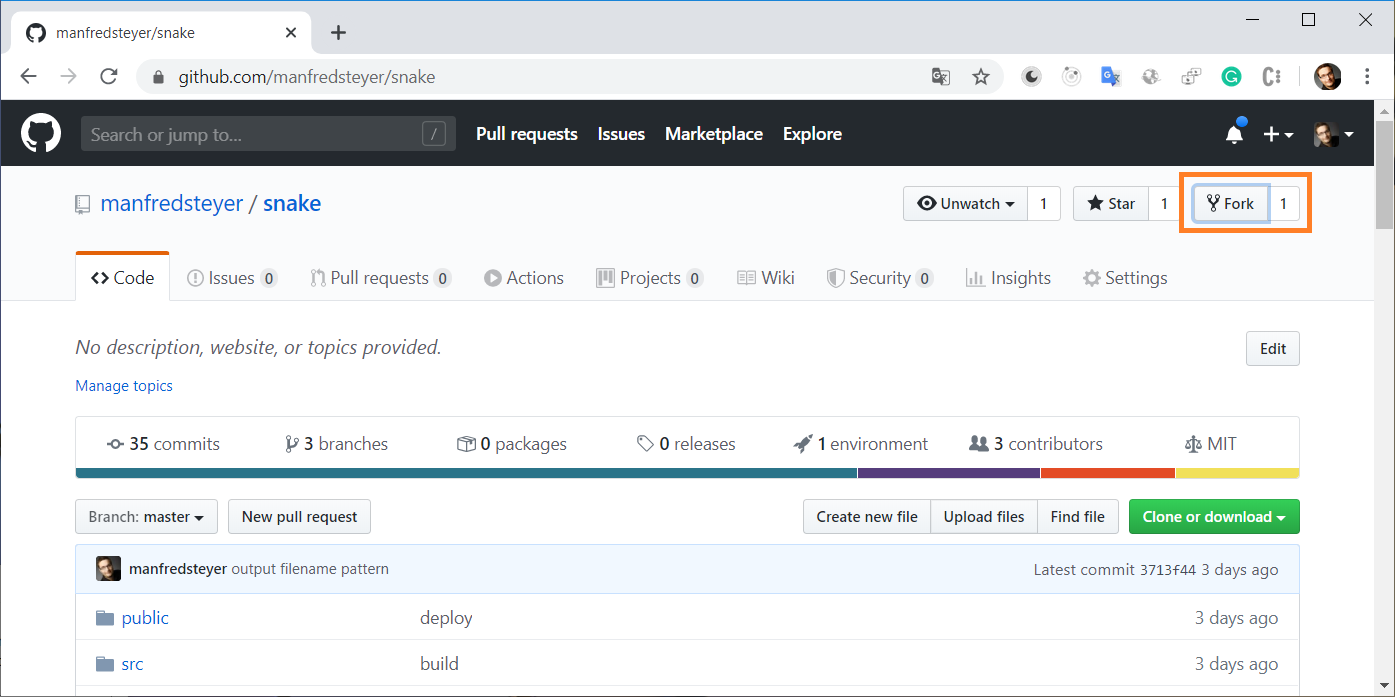 manfredsteyer/snake
github.com/manfredsteyer/snake
Search or jump to... / Pull requests Issues Marketplace Explore
manfredsteyer / snake Unwatch 1 Star 1 Fork 1
Code Issues 0 Pull requests 0 Actions Projects 0 Wiki Security 0 Insights Settings
No description, website, or topics provided. Edit
Manage topics
35 commits 3 branches 0 packages 0 releases 1 environment 3 contributors MIT
Branch: master New pull request Create new file Upload files Find file Clone or download
manfredsteyer output filename pattern Latest commit 3713f44 3 days ago
public deploy 3 days ago
src build 3 days ago